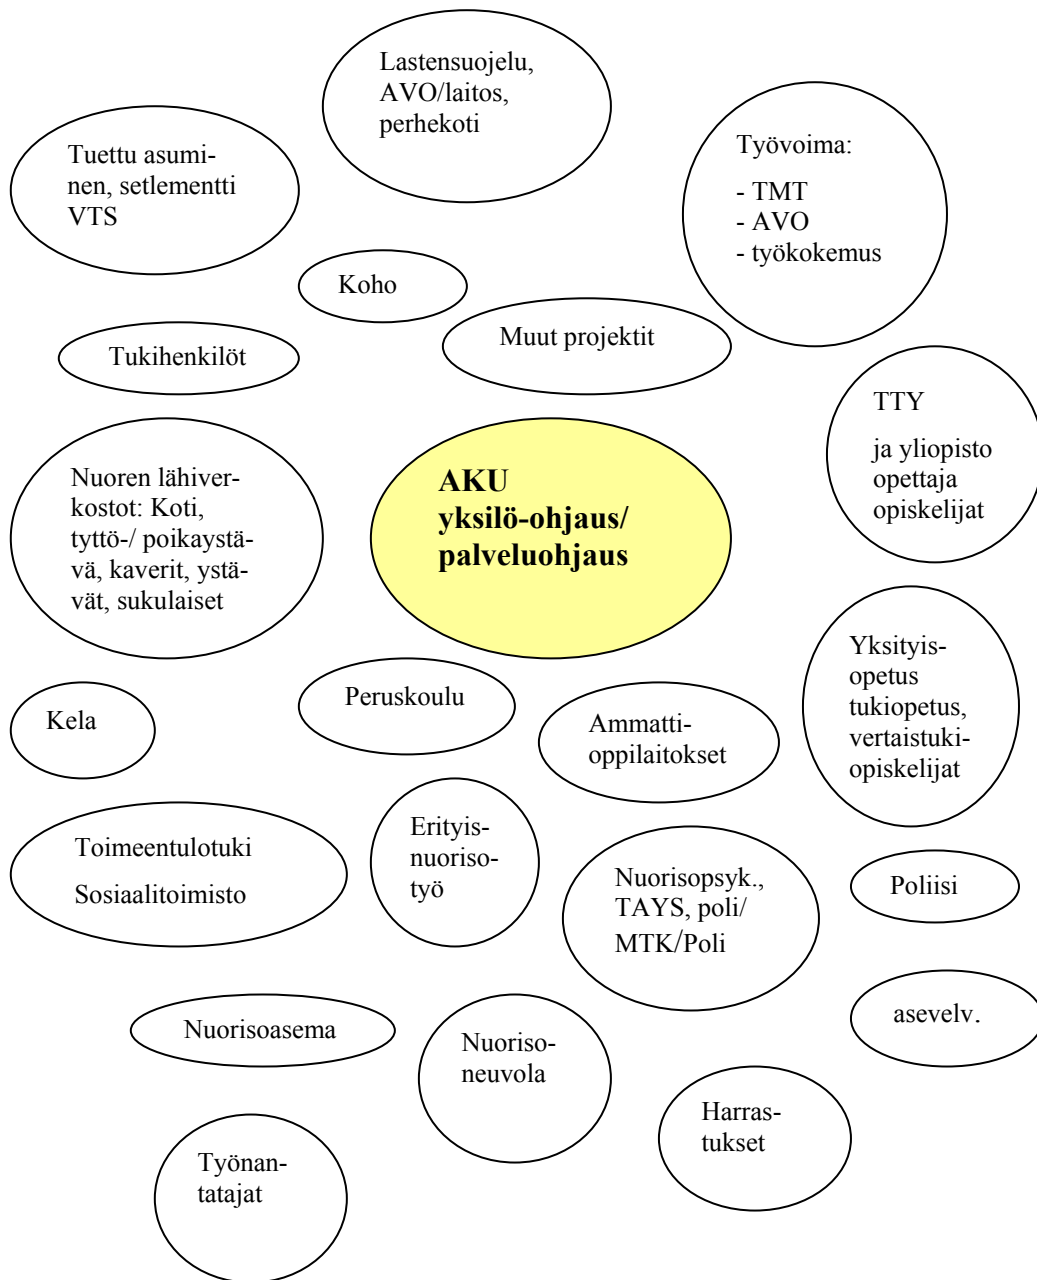 Lastensuojelu,
AVO/laitos,
perhekoti
Tuettu asumi-
nen, setlementti
VTS
Työvoima:
- TMT
- AVO
- työkokemus
Koho
Muut projektit
Tukihenkilöt
TTY
ja yliopisto
opettaja
opiskelijat
Nuoren lähiver-
kostot: Koti,
tyttö-/ poikaystä-
vä, kaverit, ystä-
vät, sukulaiset
AKU
yksilö-ohjaus/
palveluohjaus
Yksityis-
opetus
tukiopetus,
vertaistuki-
opiskelijat
Peruskoulu
Kela
Ammatti-
oppilaitokset
Toimeentulotuki
Sosiaalitoimisto
Erityis-
nuoriso-
työ
Nuorisopsyk.,
TAYS, poli/
MTK/Poli
Poliisi
asevelv.
Nuorisoasema
Nuoriso-
neuvola
Harras-
tukset
Työnan-
tatajat